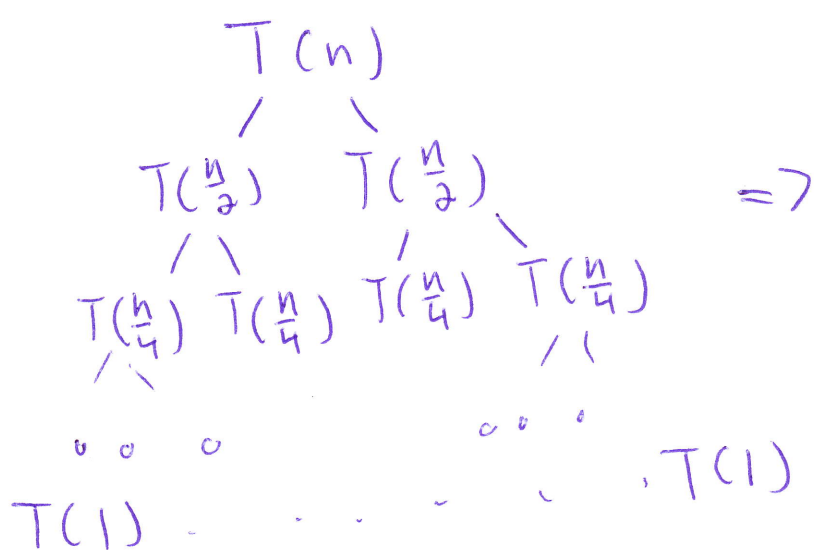 T(n)
T(n/2) T(n/2) =>
T(n/4) T(n/4) T(n/4) T(n/4)
T(1) . . . . . . T(1)